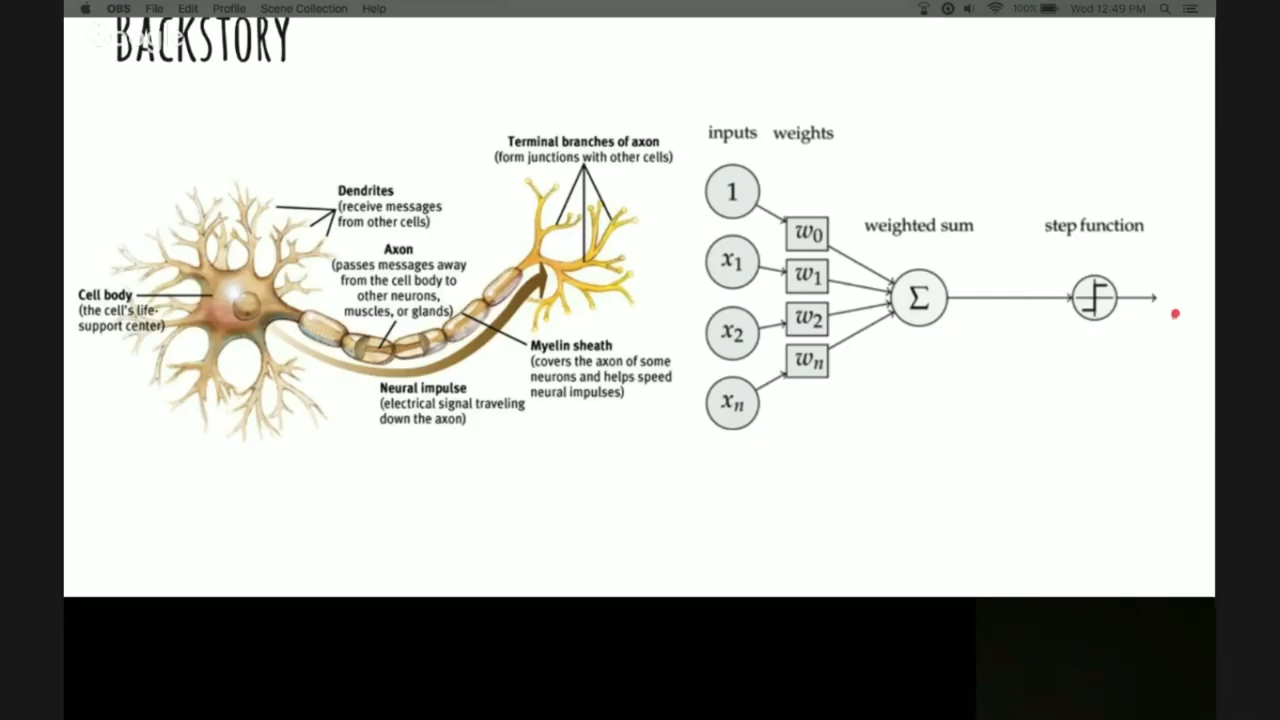 OBS File Edit Profile Scene Collection Help 100% Wed 12:49 PM
BACKSTORY
Google
Terminal branches of axon
(form junctions with other cells)
Dendrites
(receive messages
from other cells)
Axon
(passes messages away
from the cell body to
other neurons,
muscles, or glands)
Cell body
(the cell's life-
support center)
Myelin sheath
(covers the axon of some
neurons and helps speed
neural impulses)
Neural impulse
(electrical signal traveling
down the axon)
inputs weights
1
w0
weighted sum
step function
x1
w1
Σ
x2
w2
wn
xn